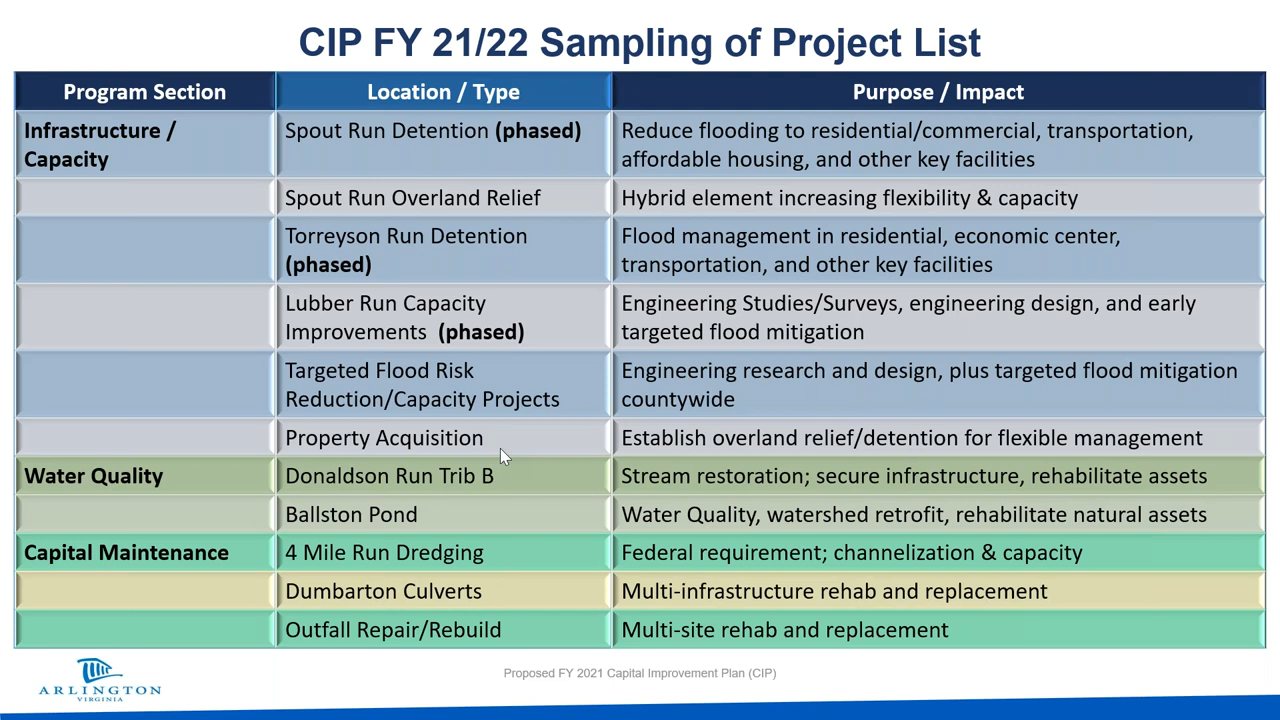 CIP FY 21/22 Sampling of Project List
Program Section
Location / Type
Purpose / Impact
Infrastructure /
Capacity
Spout Run Detention (phased)
Reduce flooding to residential/commercial, transportation,
affordable housing, and other key facilities
Spout Run Overland Relief
Hybrid element increasing flexibility & capacity
Torreyson Run Detention
(phased)
Flood management in residential, economic center,
transportation, and other key facilities
Lubber Run Capacity
Improvements (phased)
Engineering Studies/Surveys, engineering design, and early
targeted flood mitigation
Targeted Flood Risk
Reduction/Capacity Projects
Engineering research and design, plus targeted flood mitigation
countywide
Property Acquisition
Establish overland relief/detention for flexible management
Water Quality
Donaldson Run Trib B
Stream restoration; secure infrastructure, rehabilitate assets
Ballston Pond
Water Quality, watershed retrofit, rehabilitate natural assets
Capital Maintenance
4 Mile Run Dredging
Federal requirement; channelization & capacity
Dumbarton Culverts
Multi-infrastructure rehab and replacement
Outfall Repair/Rebuild
Multi-site rehab and replacement
ARLINGTON
VIRGINIA
Proposed FY 2021 Capital Improvement Plan (CIP)